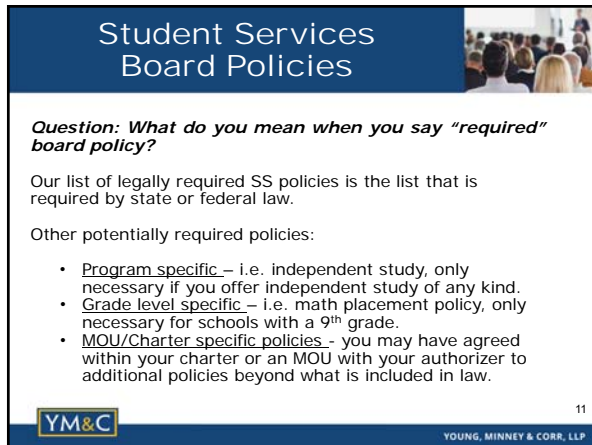 Student Services
Board Policies
Question: What do you mean when you say “required”
board policy?
Our list of legally required SS policies is the list that is
required by state or federal law.
Other potentially required policies:
• Program specific – i.e. independent study, only
necessary if you offer independent study of any kind.
• Grade level specific – i.e. math placement policy, only
necessary for schools with a 9th grade.
• MOU/Charter specific policies - you may have agreed
within your charter or an MOU with your authorizer to
additional policies beyond what is included in law.
11
YM&C
YOUNG, MINNEY & CORR, LLP